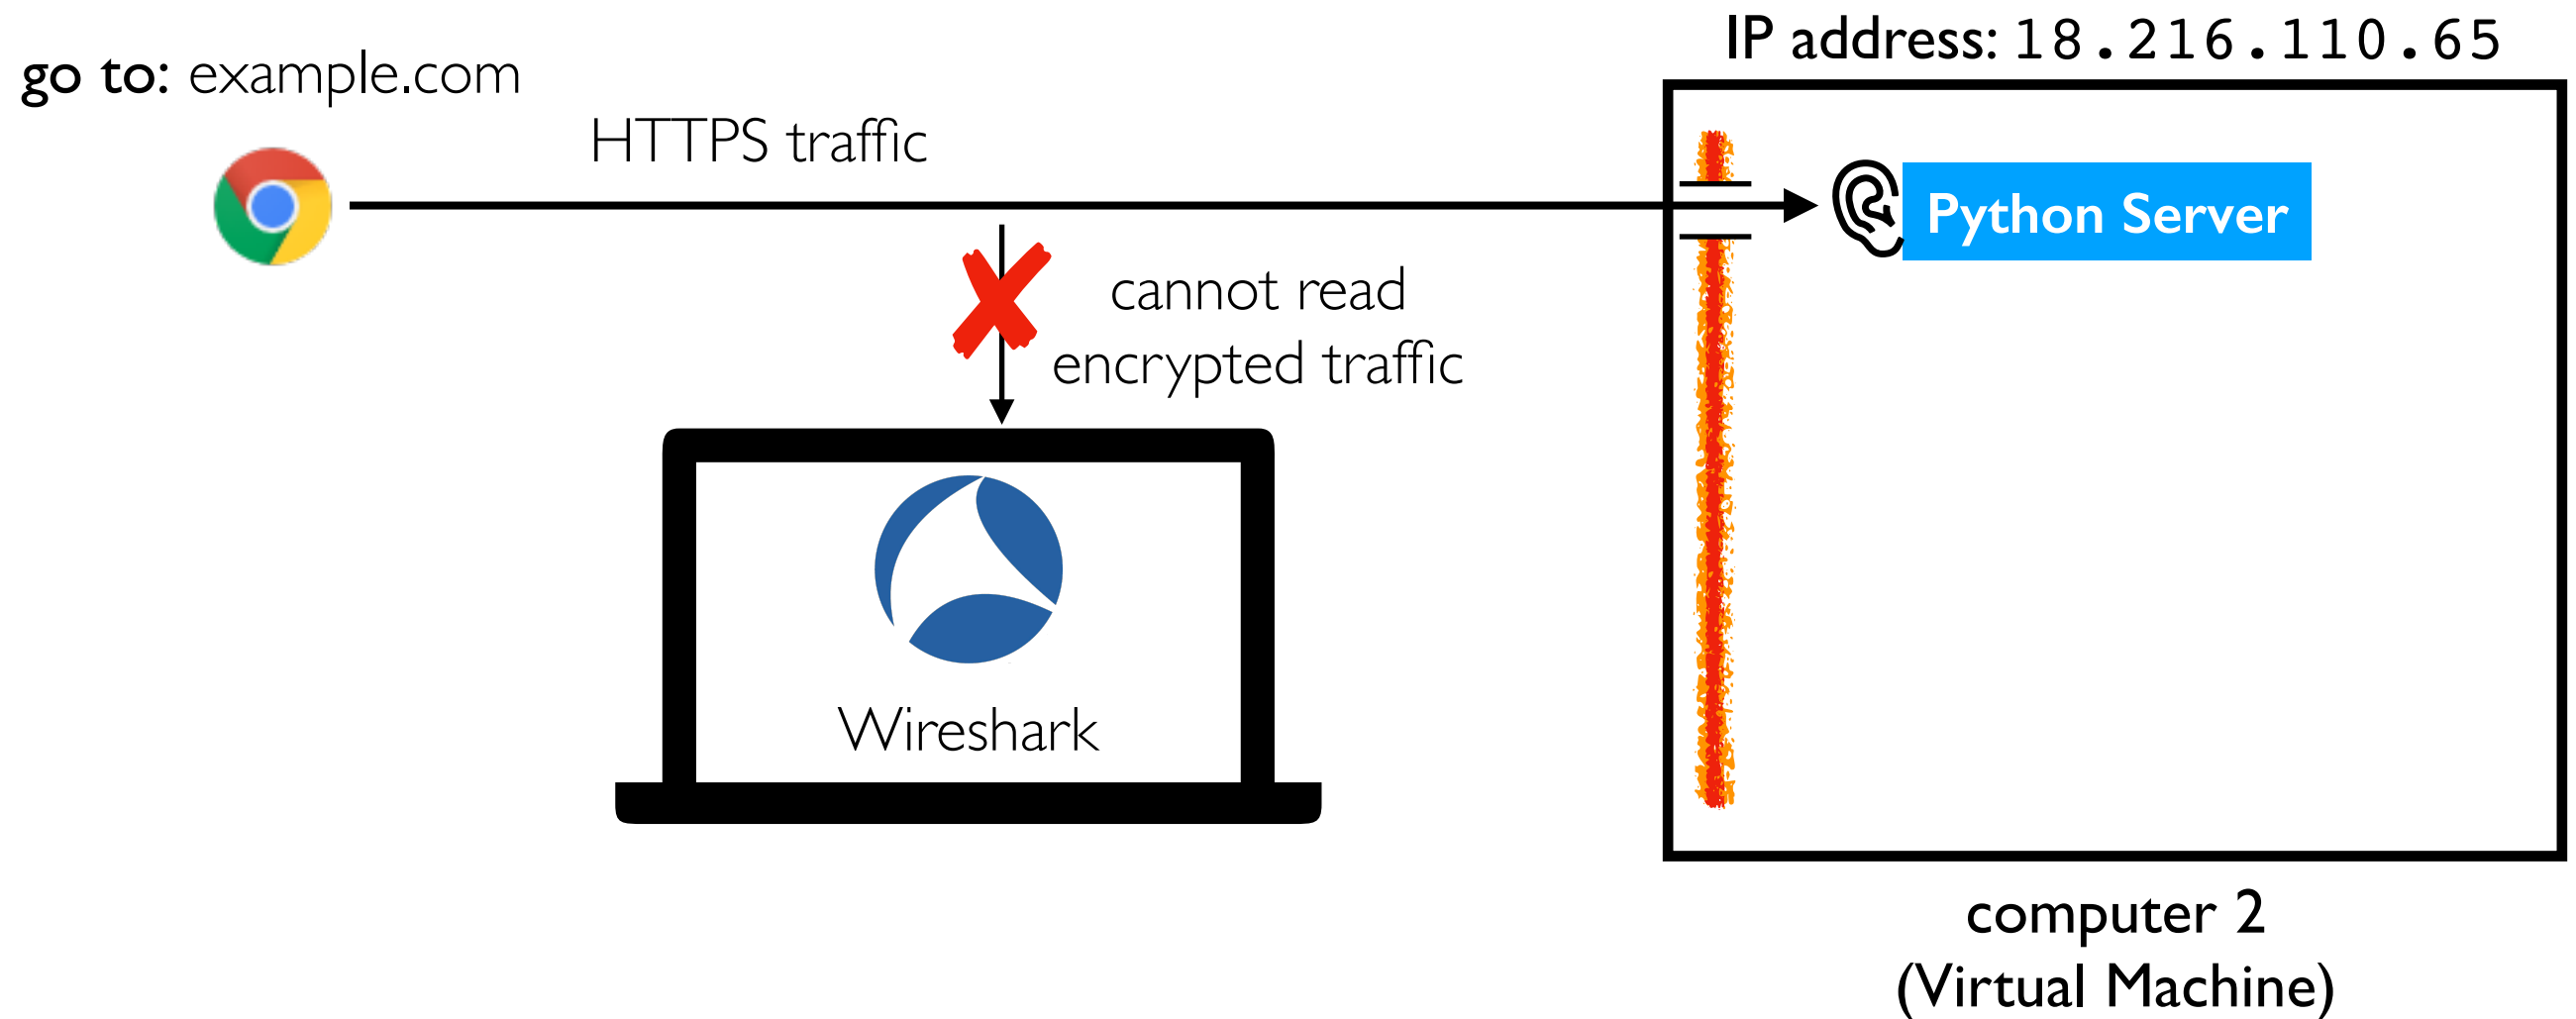 IP address: 18.216.110.65
go to: example.com
HTTPS traffic
Python Server
cannot read
encrypted traffic
Wireshark
computer 2
(Virtual Machine)